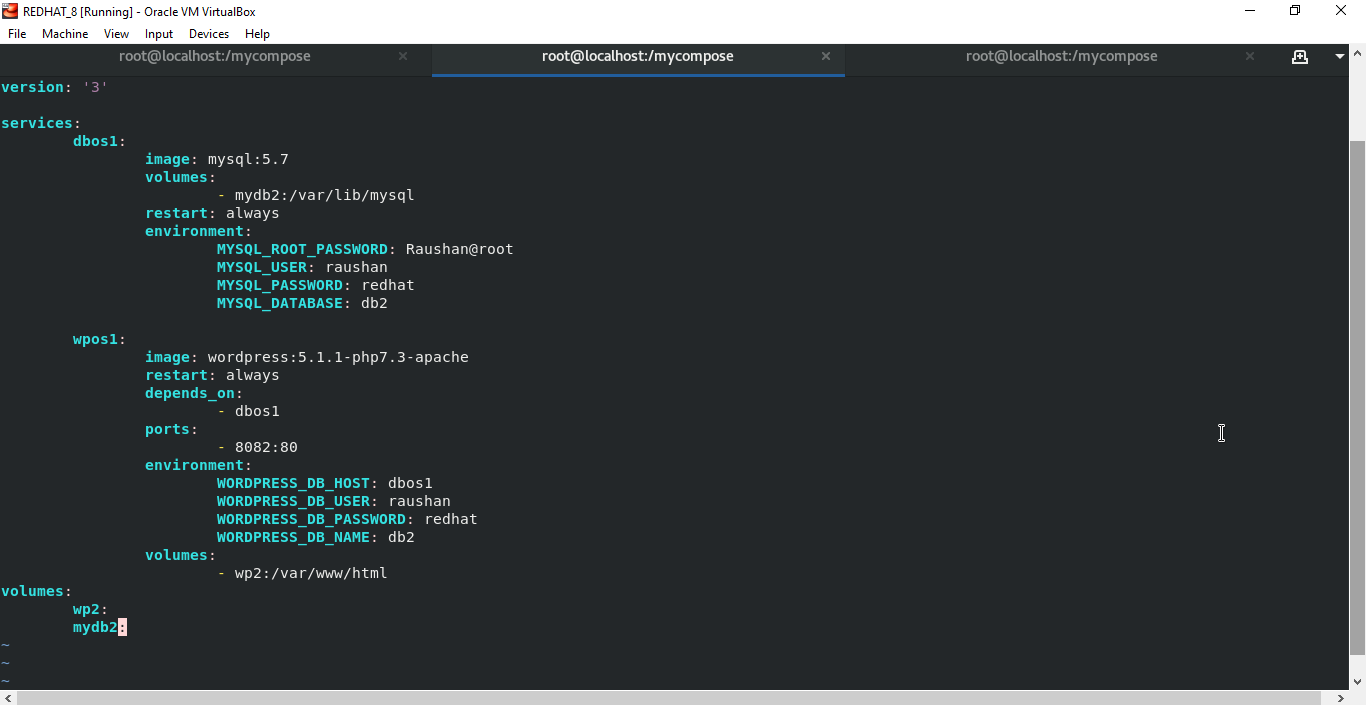 REDHAT_8 [Running] - Oracle VM VirtualBox
File Machine View Input Devices Help
root@localhost:/mycompose × root@localhost:/mycompose × root@localhost:/mycompose ×
version: '3'
services:
dbos1:
image: mysql:5.7
volumes:
- mydb2:/var/lib/mysql
restart: always
environment:
MYSQL_ROOT_PASSWORD: Raushan@root
MYSQL_USER: raushan
MYSQL_PASSWORD: redhat
MYSQL_DATABASE: db2
wpos1:
image: wordpress:5.1.1-php7.3-apache
restart: always
depends_on:
- dbos1
ports:
- 8082:80
environment:
WORDPRESS_DB_HOST: dbos1
WORDPRESS_DB_USER: raushan
WORDPRESS_DB_PASSWORD: redhat
WORDPRESS_DB_NAME: db2
volumes:
- wp2:/var/www/html
volumes:
wp2:
mydb2:
~
~
~